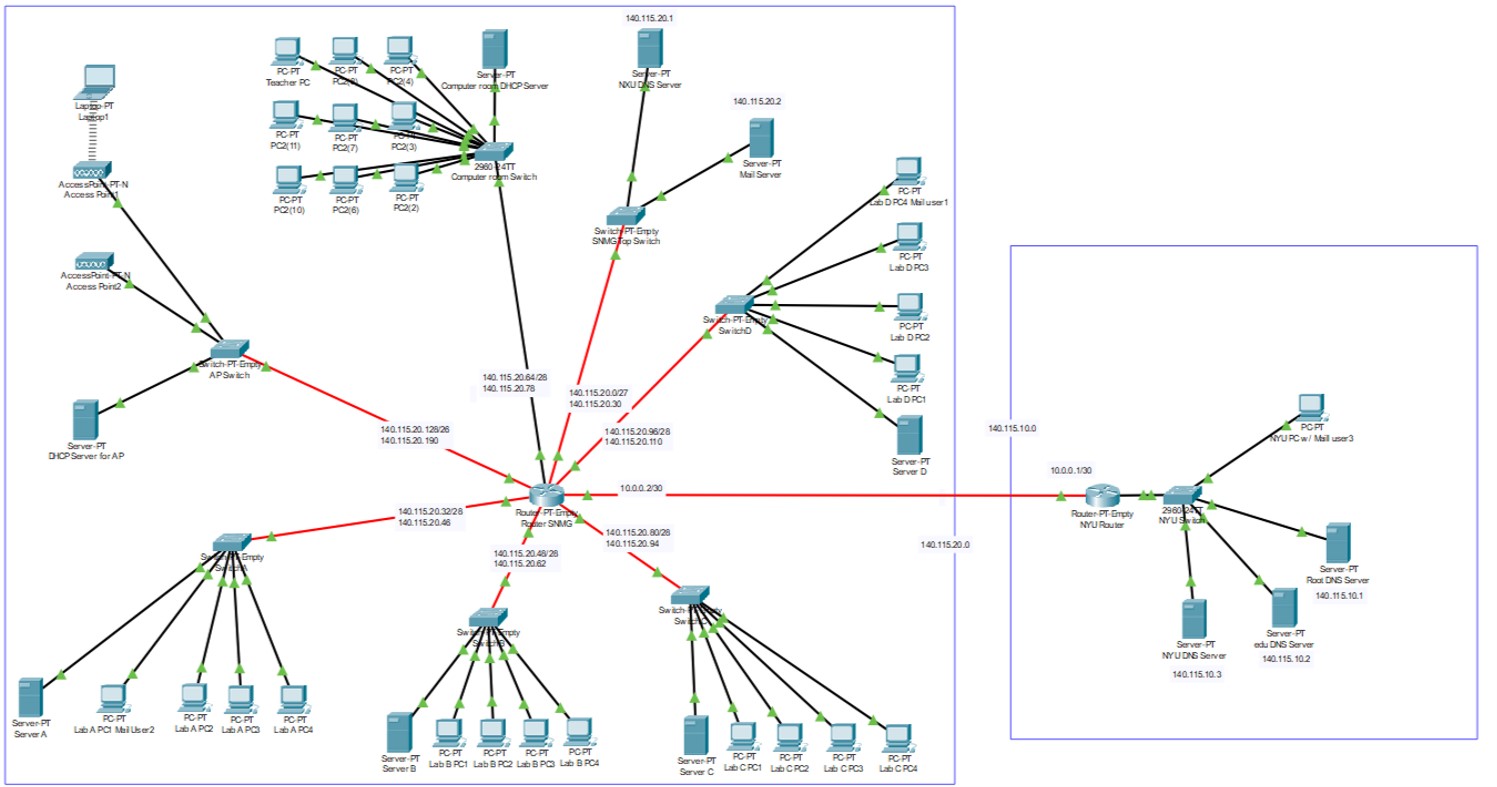 140.115.20.1
Server-PT
NXU DNS Server
140.115.20.2
Server-PT
Mail Server
Laptop-PT
Laptop1
AccessPoint-PT-N
Access Point1
AccessPoint-PT-N
Access Point2
Switch-PT-Empty
AP Switch
Server-PT
DHCP Server for AP
PC-PT
Teacher PC
PC-PT
PC-PT
PC2(4)
PC-PT
PC2(11)
PC-PT
PC2(7)
PC-PT
PC2(3)
PC-PT
PC2(10)
PC-PT
PC2(6)
PC-PT
PC2(2)
Server-PT
Computer room DHCP Server
2960-24TT
Computer room Switch
Switch-PT-Empty
SNMG Top Switch
PC-PT
Lab D PC4 Mail user1
PC-PT
Lab D PC3
PC-PT
Lab D PC2
PC-PT
Lab D PC1
Server-PT
Server D
Switch-PT-Empty
SwitchD
140.115.20.64/28
140.115.20.78
140.115.20.0/27
140.115.20.30
140.115.20.96/28
140.115.20.110
140.115.20.128/26
140.115.20.190
10.0.0.2/30
Router-PT-Empty
Router SNMG
140.115.20.32/28
140.115.20.46
140.115.20.48/28
140.115.20.62
140.115.20.80/28
140.115.20.94
140.115.20.0
Switch-PT-Empty
SwitchA
Server-PT
Server A
PC-PT
Lab A PC1 Mail User2
PC-PT
Lab A PC2
PC-PT
Lab A PC3
PC-PT
Lab A PC4
Switch-PT-Empty
SwitchB
Server-PT
Server B
PC-PT
Lab B PC1
PC-PT
Lab B PC2
PC-PT
Lab B PC3
PC-PT
Lab B PC4
Switch-PT-Empty
Switch C
Server-PT
Server C
PC-PT
Lab C PC1
PC-PT
Lab C PC2
PC-PT
Lab C PC3
PC-PT
Lab C PC4
140.115.10.0
10.0.0.1/30
Router-PT-Empty
NYU Router
2960-24TT
NYU Switch
PC-PT
NYU PC w/ Maill user3
Server-PT
Root DNS Server
140.115.10.1
Server-PT
edu DNS Server
140.115.10.2
Server-PT
NYU DNS Server
140.115.10.3